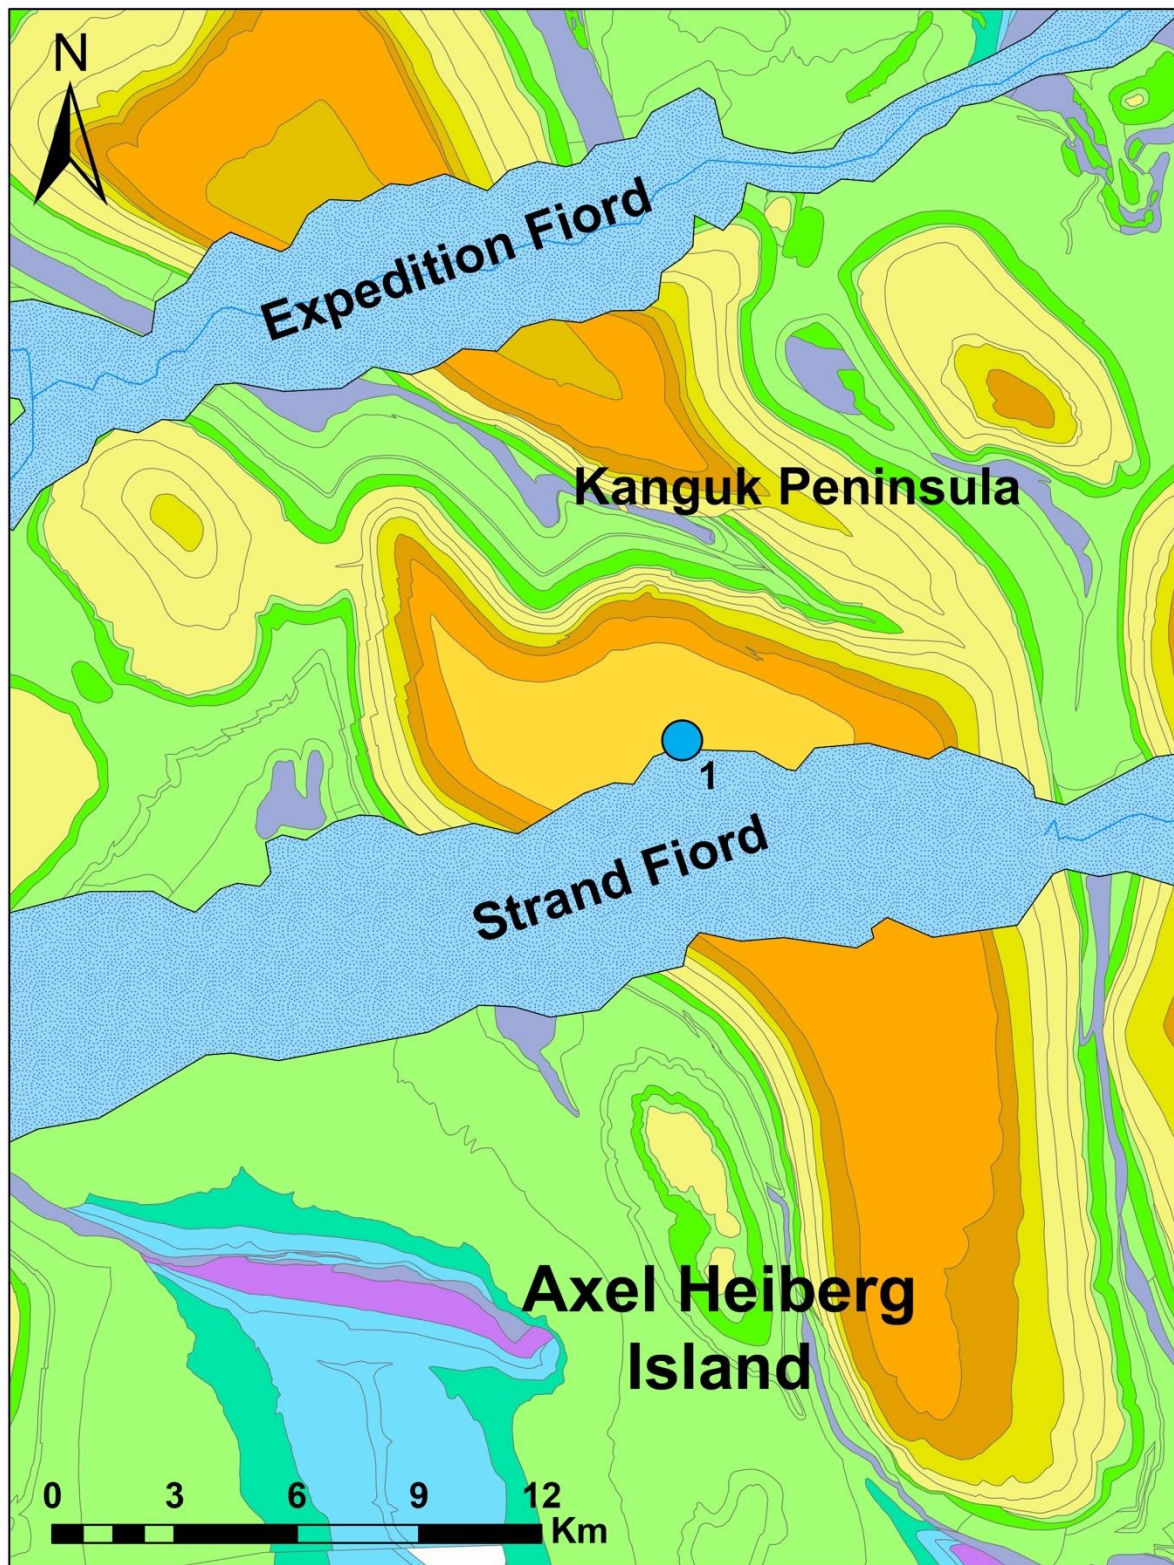 N
Expedition Fiord
Kanguk Peninsula
1
Strand Fiord
Axel Heiberg
Island
0 3 6 9 12
Km